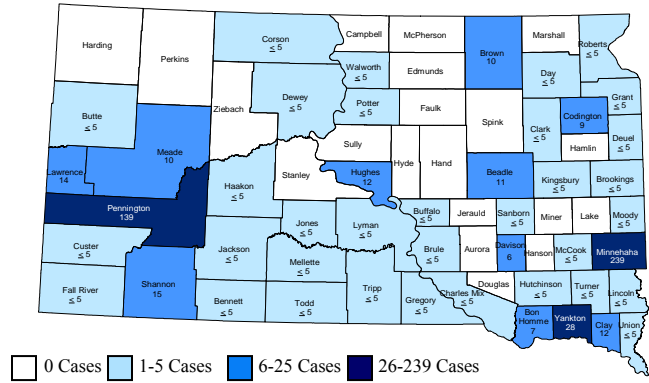 Harding
Perkins
Corson
≤ 5
Campbell
McPherson
Brown
10
Marshall
Roberts
≤ 5
Walworth
≤ 5
Edmunds
Day
≤ 5
Butte
≤ 5
Ziebach
Dewey
≤ 5
Potter
≤ 5
Faulk
Spink
Clark
≤ 5
Codington
9
Grant
≤ 5
Hamlin
Deuel
≤ 5
Meade
10
Lawrence
14
Sully
Hyde
Hand
Haakon
≤ 5
Stanley
Hughes
12
Beadle
11
Kingsbury
≤ 5
Brookings
≤ 5
Pennington
139
Jones
≤ 5
Lyman
≤ 5
Buffalo
≤ 5
Jerauld
Sanborn
≤ 5
Miner
Lake
Moody
≤ 5
Custer
≤ 5
Jackson
≤ 5
Mellette
≤ 5
Brule
≤ 5
Aurora
Davison
6
Hanson
McCook
≤ 5
Minnehaha
239
Fall River
≤ 5
Shannon
15
Bennett
≤ 5
Todd
≤ 5
Tripp
≤ 5
Gregory
≤ 5
Charles Mix
≤ 5
Douglas
Hutchinson
≤ 5
Turner
≤ 5
Lincoln
≤ 5
Bon
Homme
7
Yankton
28
Clay
12
Union
≤ 5
0 Cases 1-5 Cases 6-25 Cases 26-239 Cases